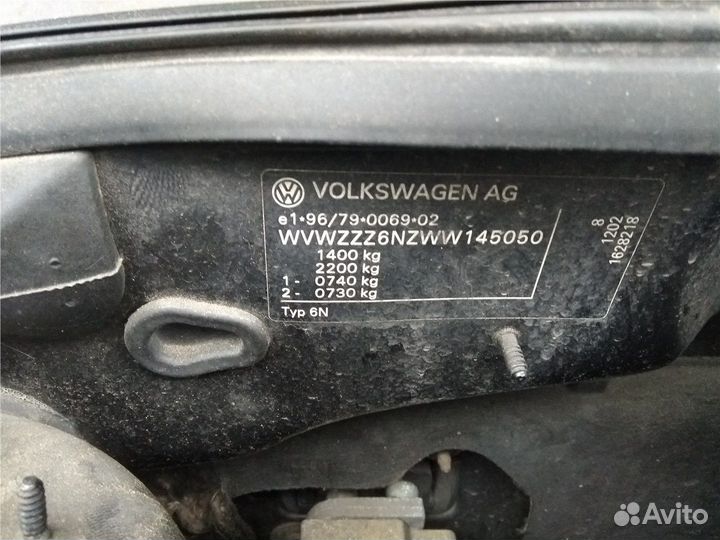 VOLKSWAGEN AG
e1*96/79*0069*02
WVWZZZ6NZWW145050
1400 kg
2200 kg
1- 0740 kg
2- 0730 kg
Typ 6N
8
1202
1628218
Avito